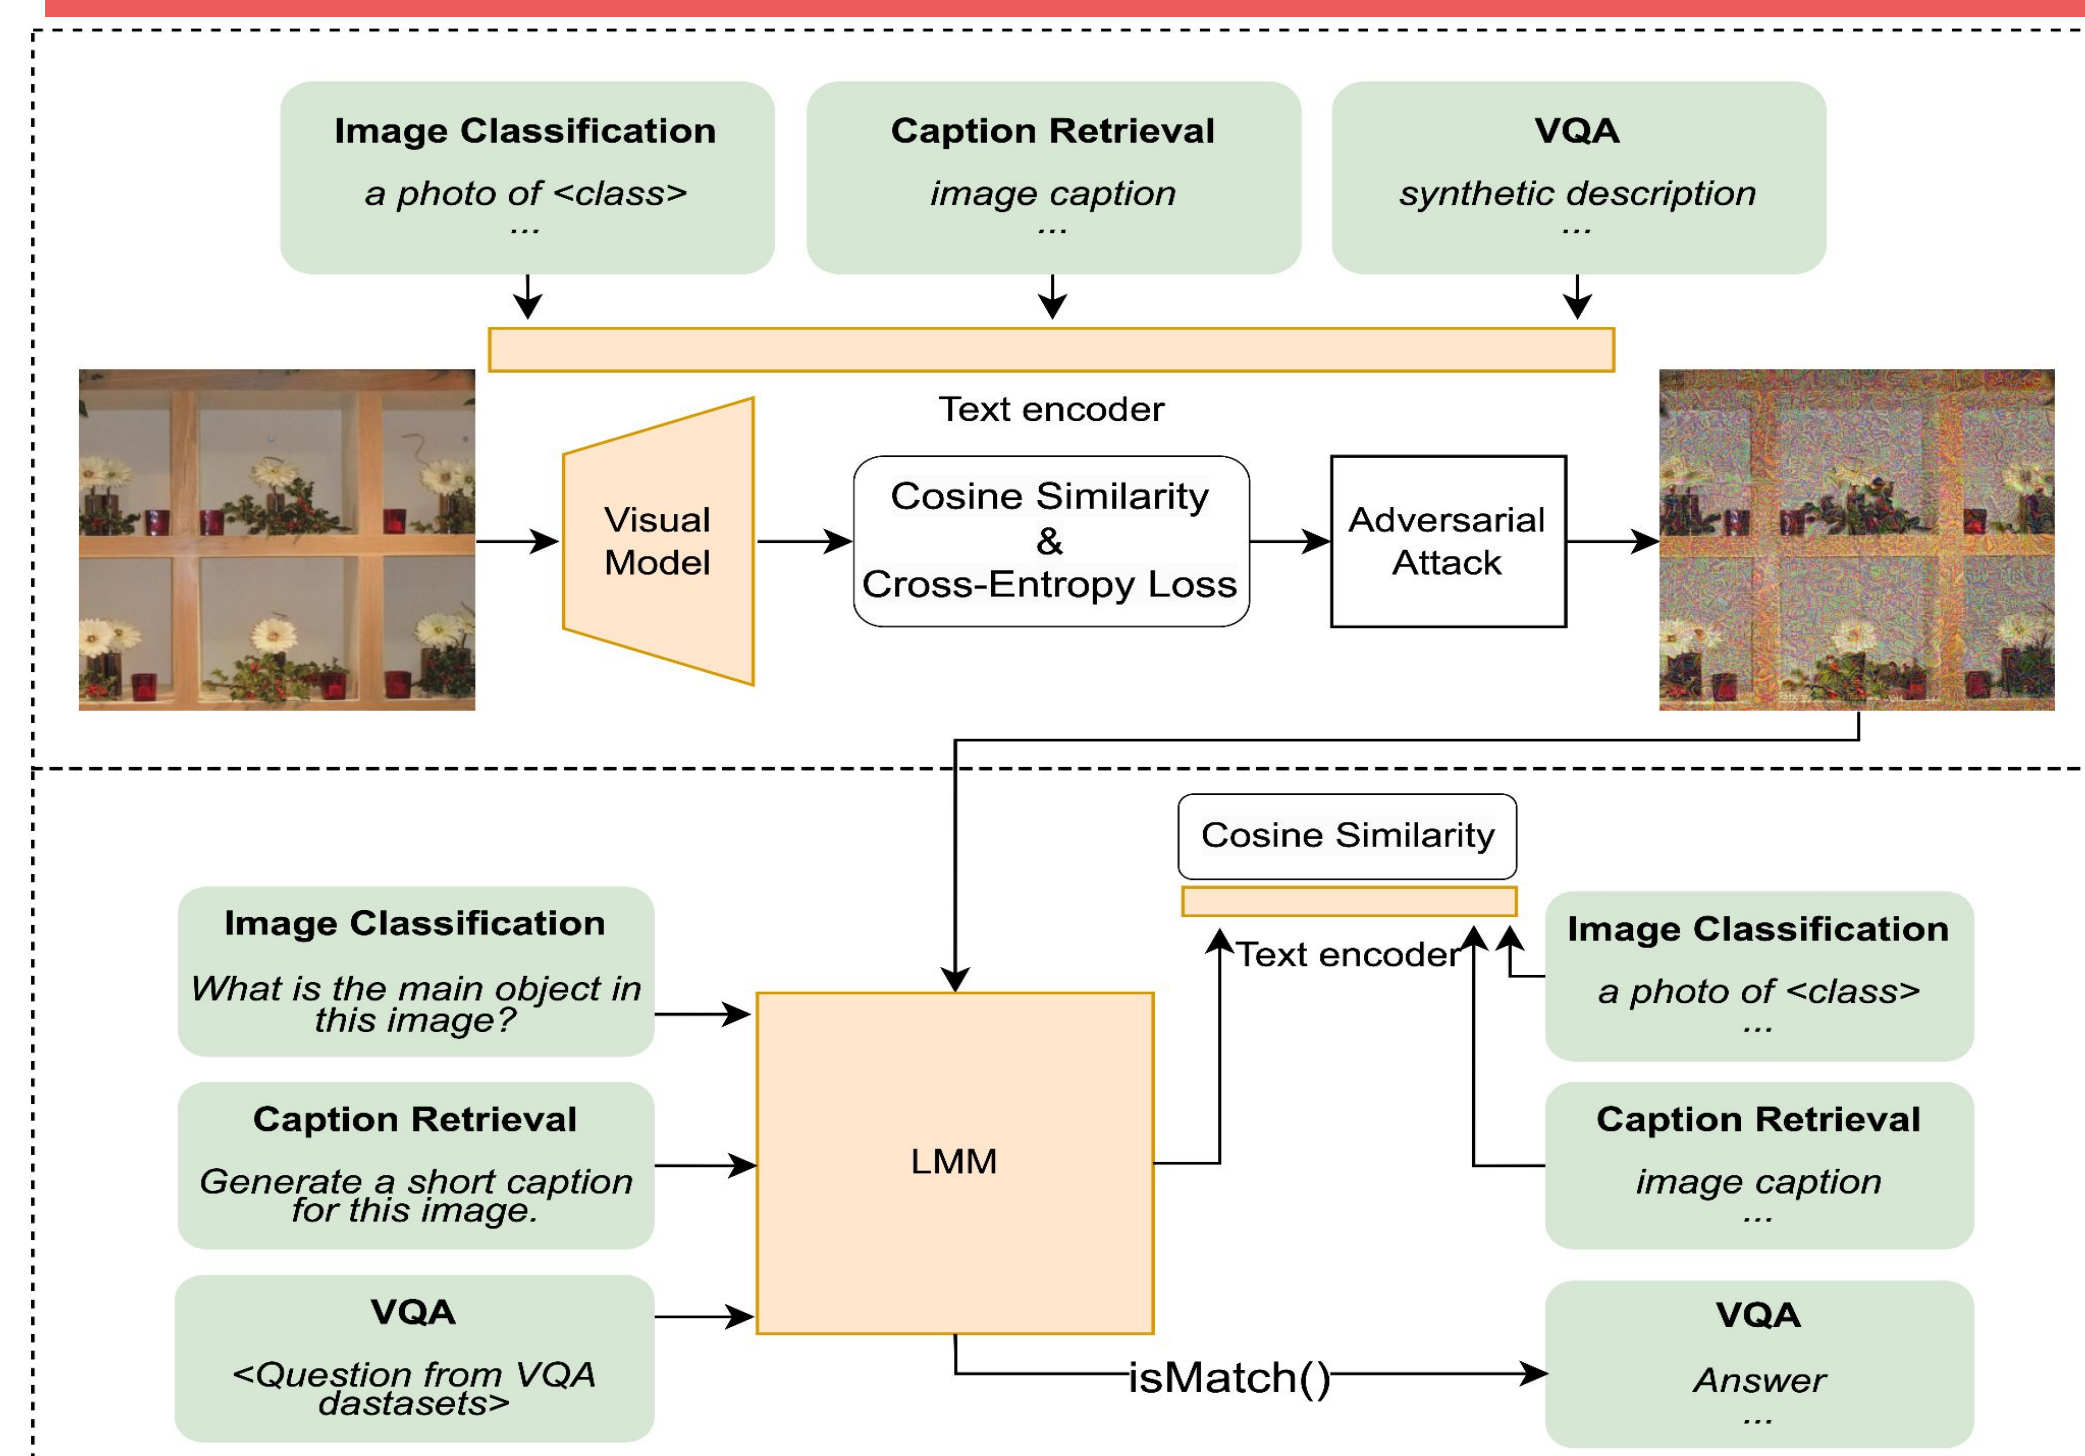 Image Classification
a photo of <class>
...
Caption Retrieval
image caption
...
VQA
synthetic description
...
Text encoder
Visual
Model
Cosine Similarity
&
Cross-Entropy Loss
Adversarial
Attack
Cosine Similarity
Text encoder
Image Classification
What is the main object in
this image?
Caption Retrieval
Generate a short caption
for this image.
VQA
<Question from VQA
dastasets>
LMM
isMatch()
Image Classification
a photo of <class>
...
Caption Retrieval
image caption
...
VQA
Answer
...